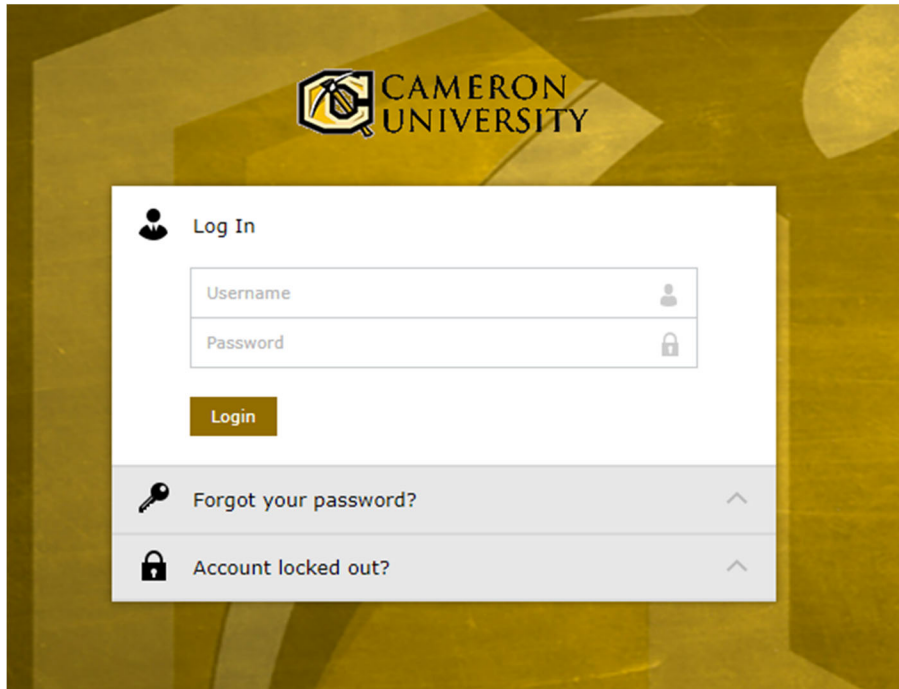 CAMERON
UNIVERSITY
Log In
Username
Password
Login
Forgot your password?
Account locked out?